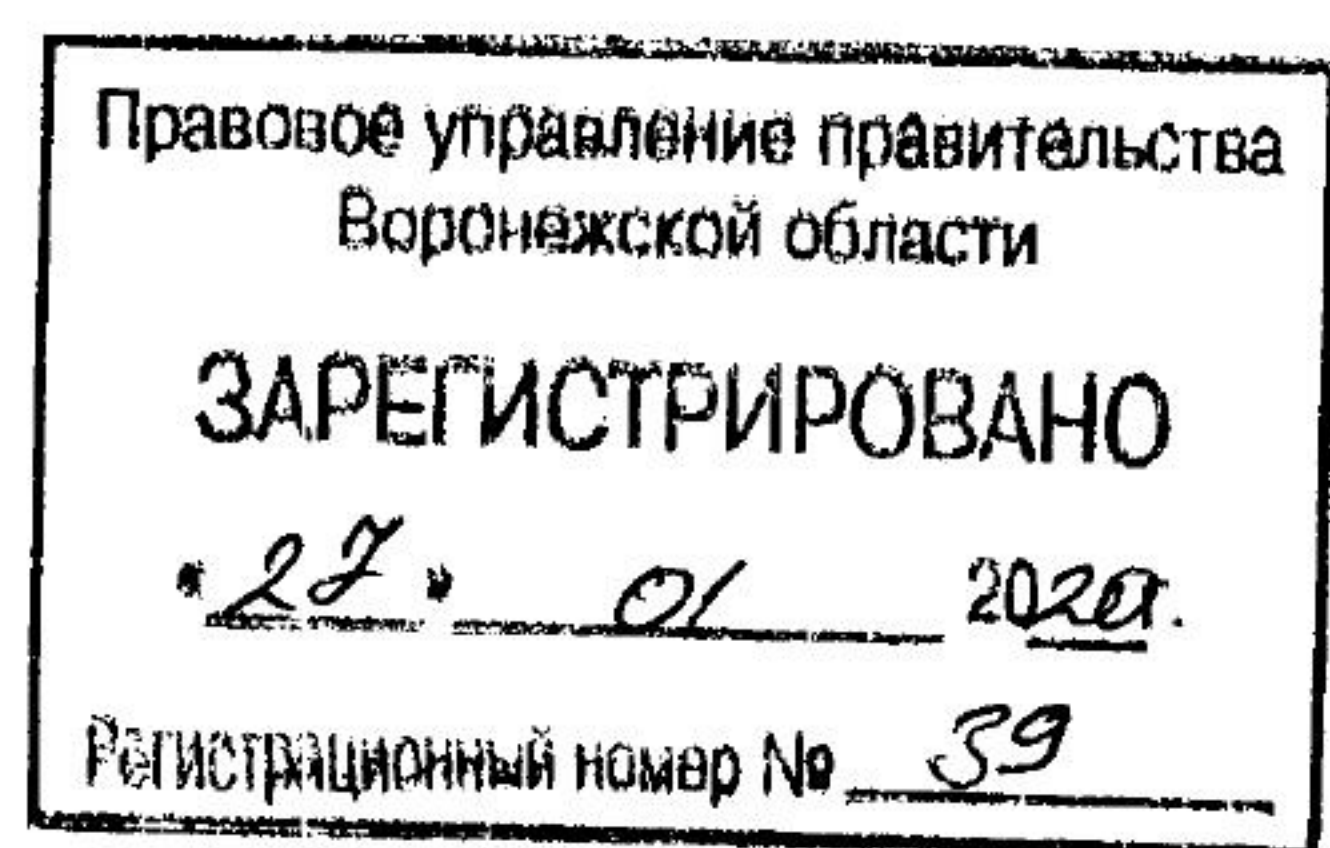 Правовое управление правительства
Воронежской области
ЗАРЕГИСТРИРОВАНО
« 27 » 01 2020г.
Регистрационный номер № 39